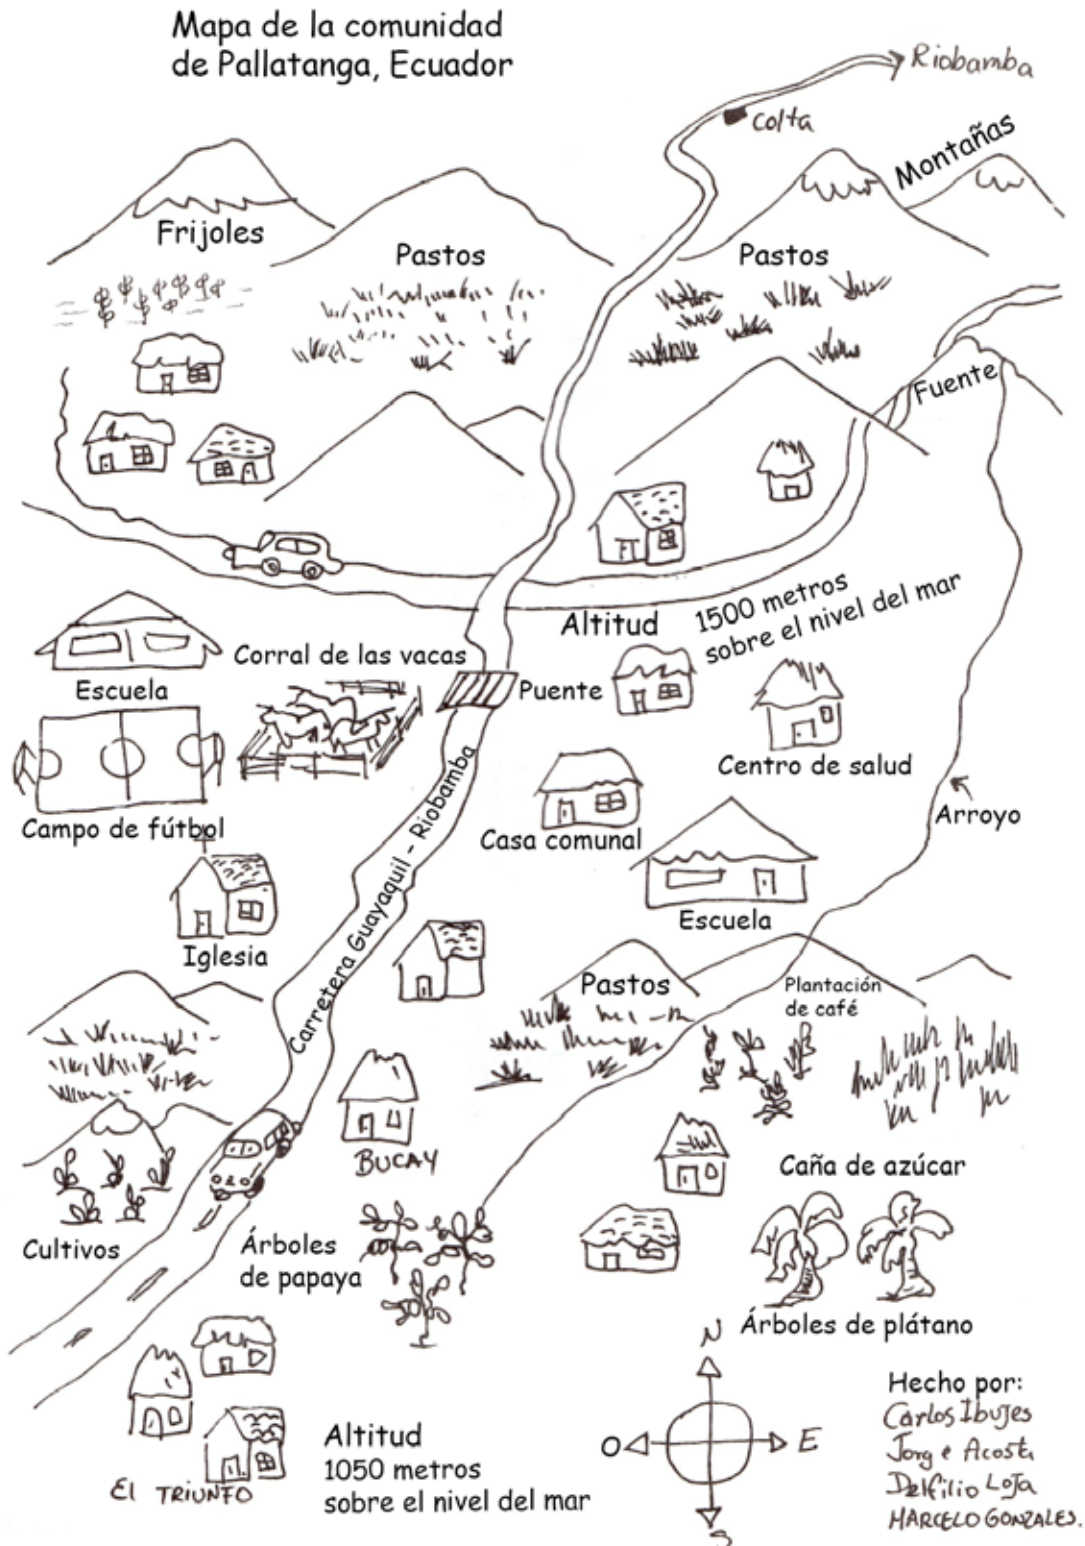 Mapa de la comunidad
de Pallatanga, Ecuador
Riobamba
Colta
Montañas
Frijoles
Pastos
Pastos
Fuente
Altitud
1500 metros
sobre el nivel del mar
Escuela
Corral de las vacas
Puente
Centro de salud
Campo de fútbol
Casa comunal
Arroyo
Carretera Guayaquil - Riobamba
Escuela
Iglesia
Pastos
Plantación
de café
BUCAY
Caña de azúcar
Cultivos
Árboles
de papaya
Árboles de plátano
N
O
E
S
Hecho por:
Carlos Ibujes
Jorge Acosta
Delfilio Loja
MARCELO GONZALES.
El TRIUNFO
Altitud
1050 metros
sobre el nivel del mar